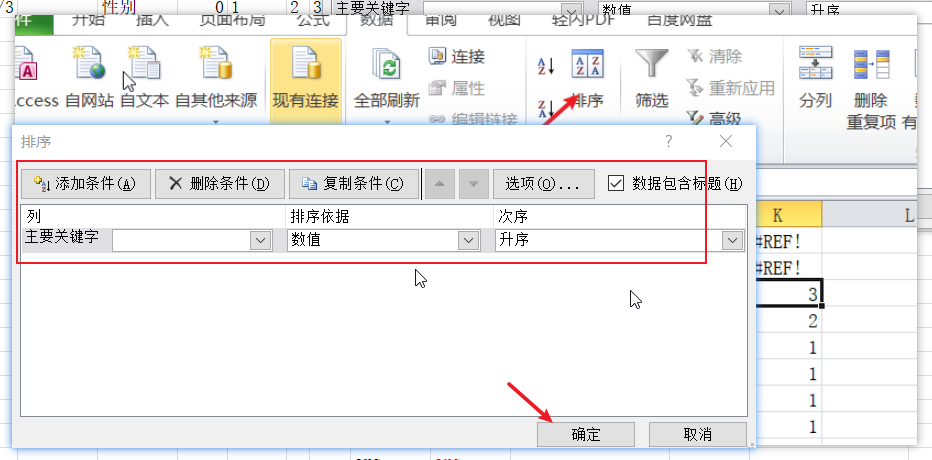 /3 性别 0 1 2 3 主要关键字 数值 升序
件 开始 插入 页面布局 公式 数据 审阅 视图 轻闪PDF 百度网盘
连接 清除
属性 重新应用
Access 自网站 自文本 自其他来源 现有连接 全部刷新 编辑链接 排序 筛选 高级 分列 删除
重复项 有
排序 ? ×
添加条件(A) 删除条件(D) 复制条件(C) 选项(O)... 数据包含标题(H)
列 排序依据 次序
主要关键字 数值 升序
确定 取消
K L
#REF!
#REF!
3
2
1
1
1
1